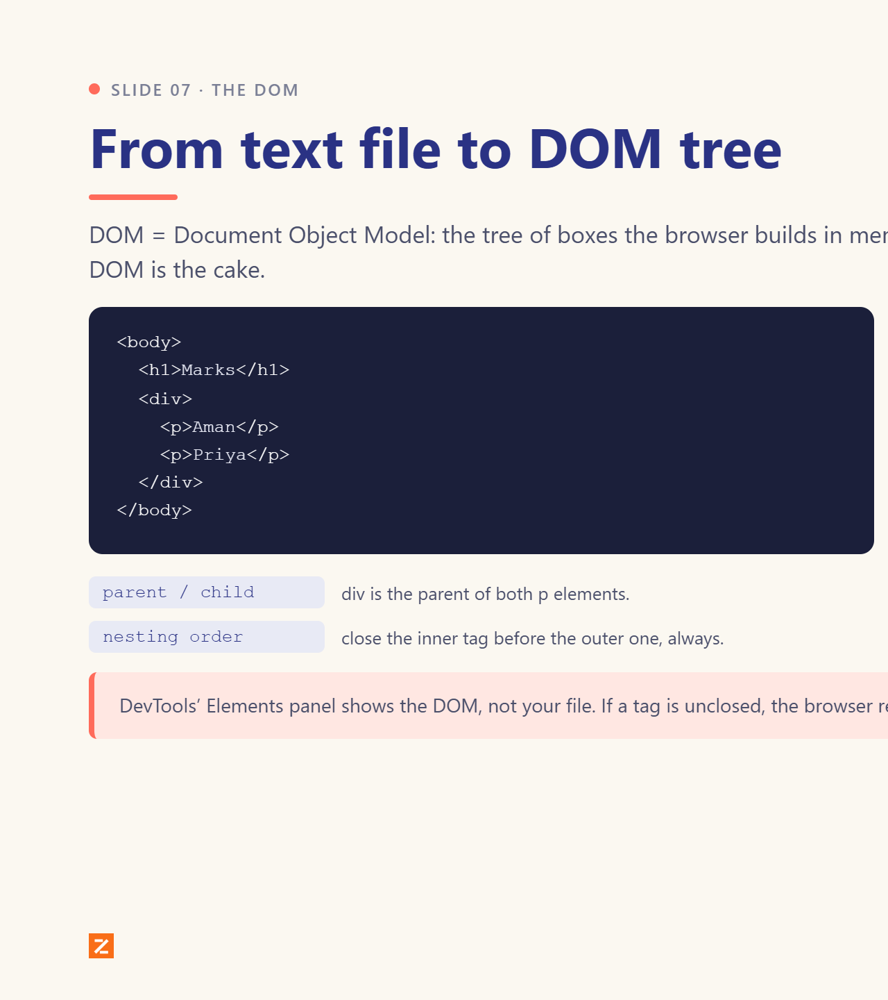 SLIDE 07 · THE DOM
From text file to DOM tree
DOM = Document Object Model: the tree of boxes the browser builds in
DOM is the cake.
<body>
  <h1>Marks</h1>
  <div>
    <p>Aman</p>
    <p>Priya</p>
  </div>
</body>
parent / child div is the parent of both p elements.
nesting order close the inner tag before the outer one, always.
DevTools’ Elements panel shows the DOM, not your file. If a tag is unclosed, the browser